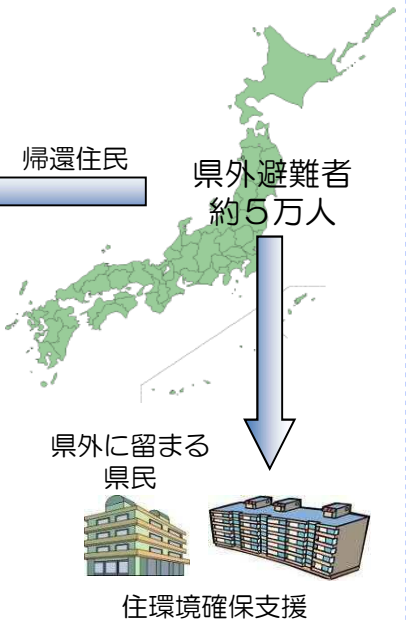 帰還住民
県外避難者
約5万人
県外に留まる
県民
住環境確保支援